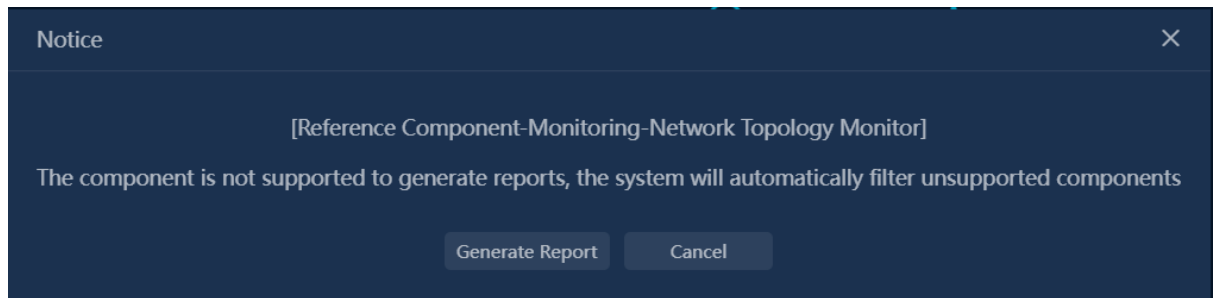 Notice
[Reference Component-Monitoring-Network Topology Monitor]
The component is not supported to generate reports, the system will automatically filter unsupported components
Generate Report Cancel